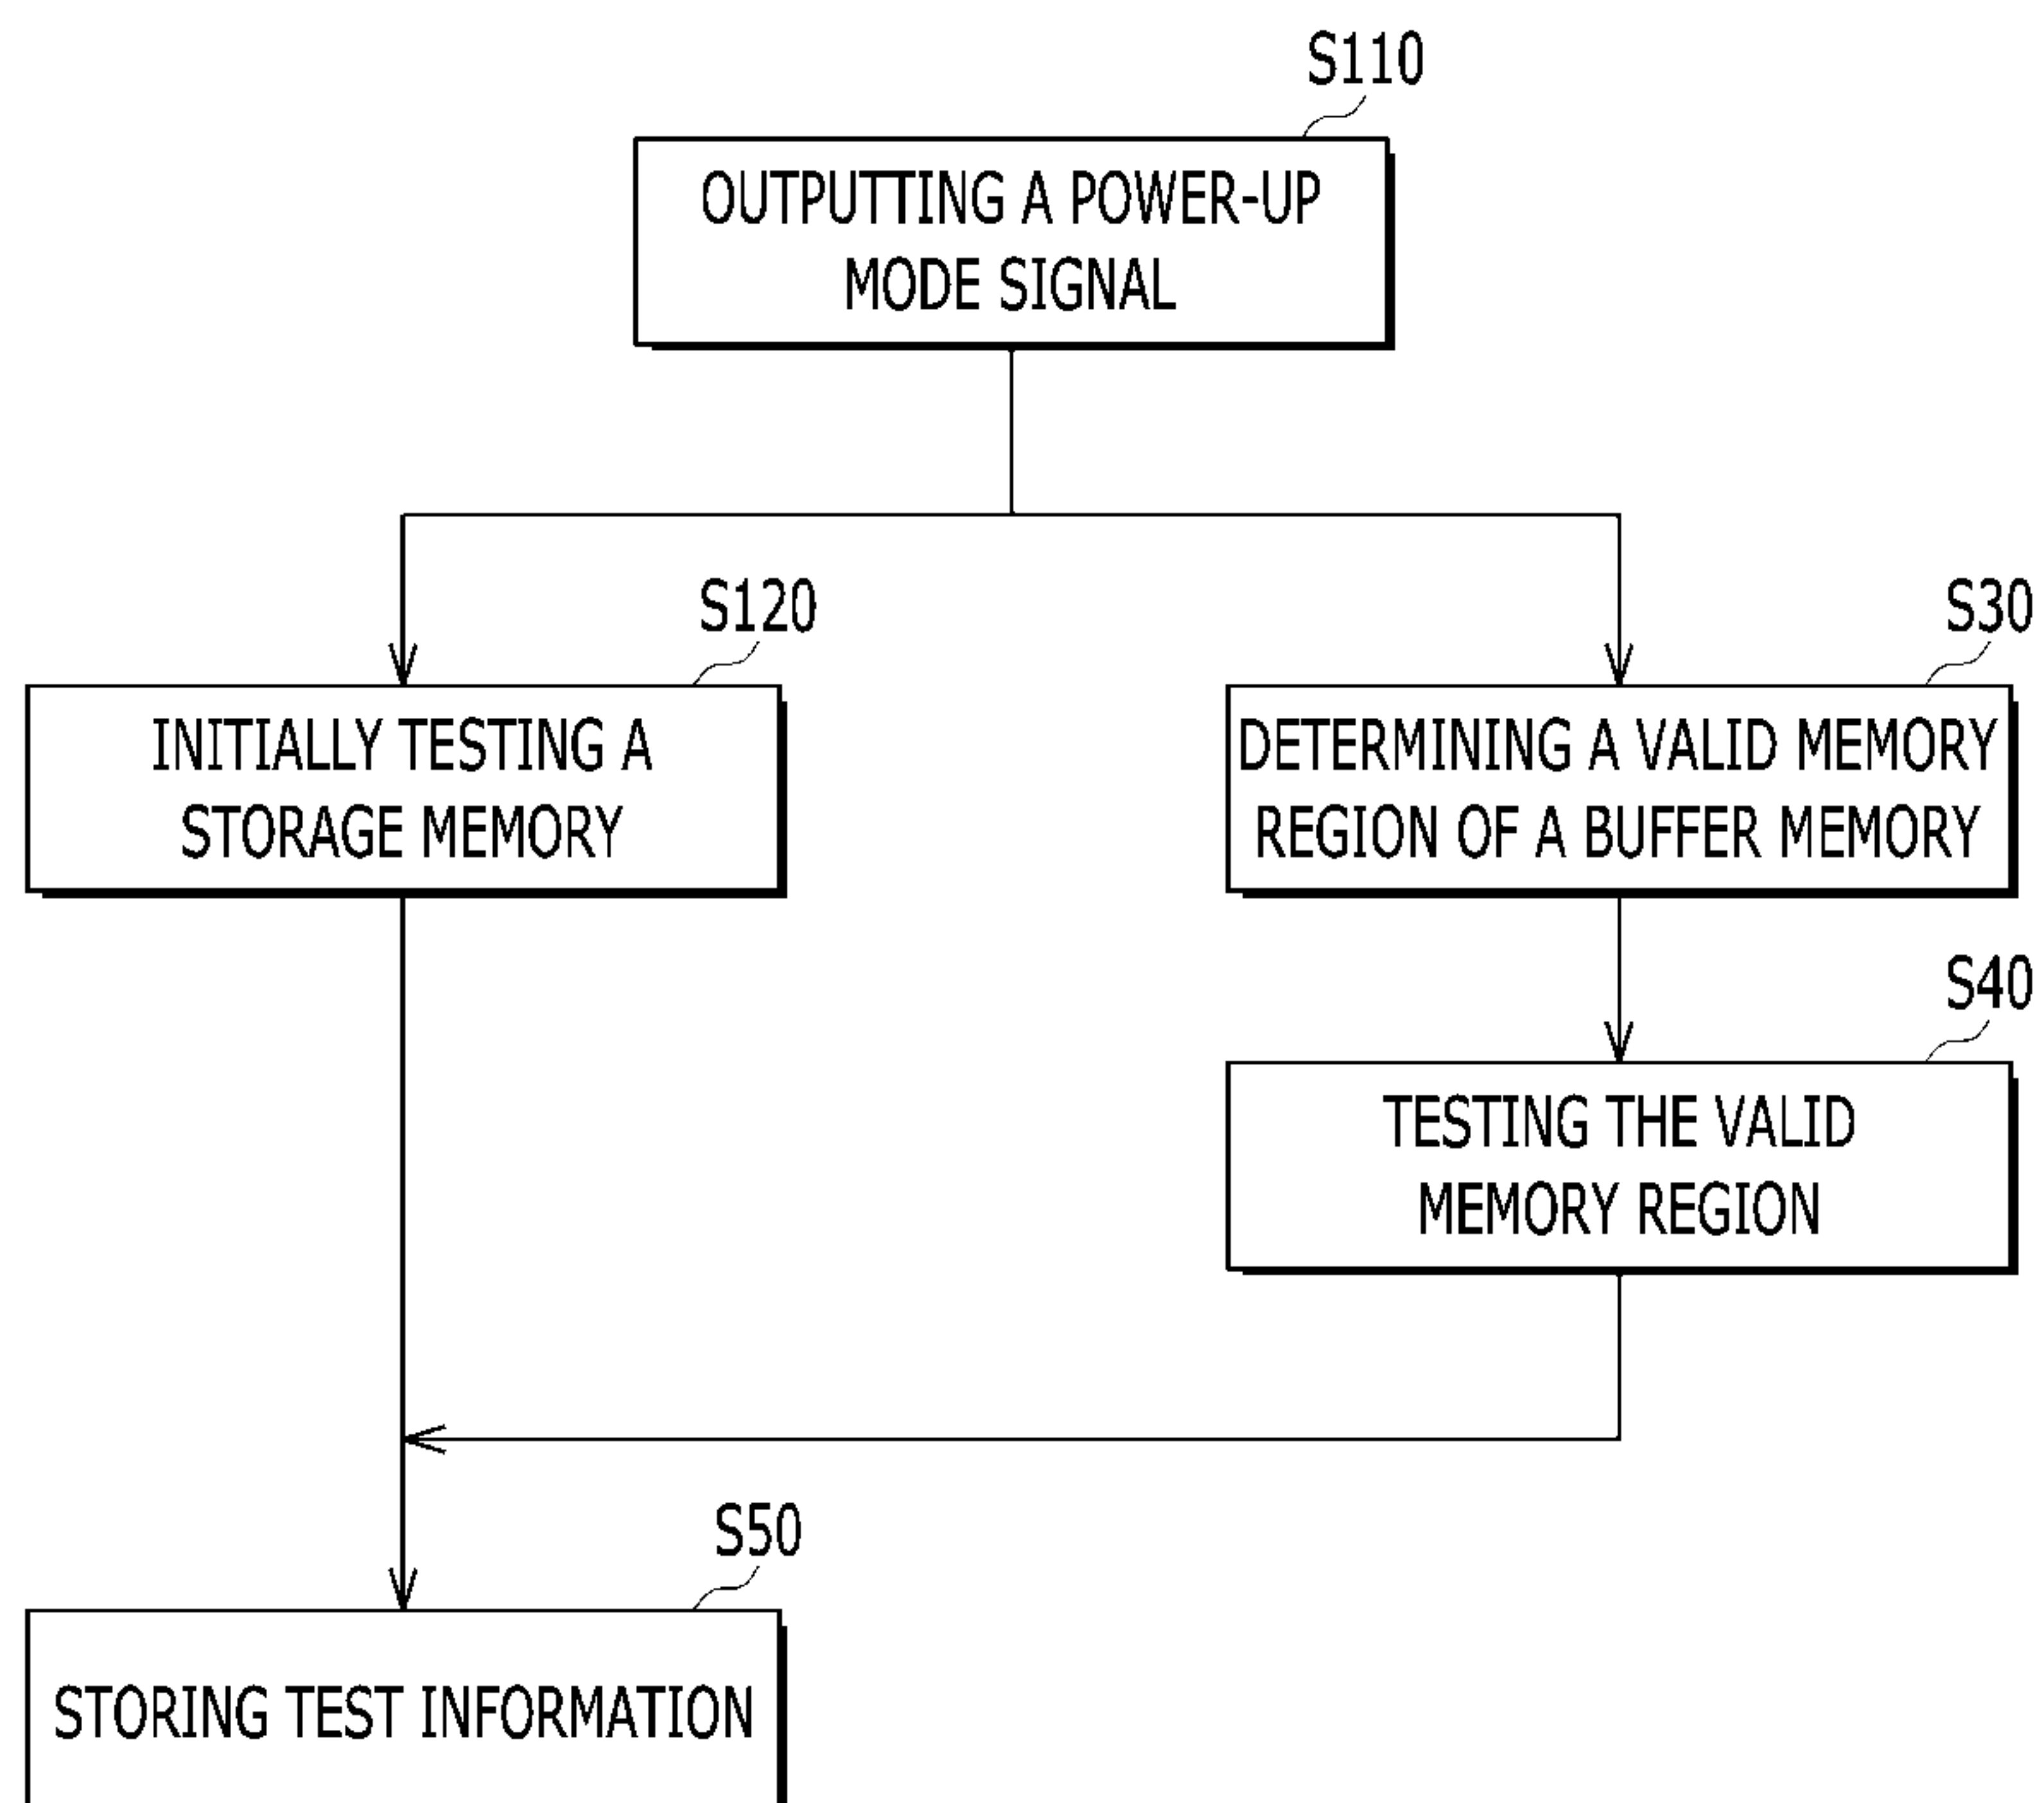 S110
OUTPUTTING A POWER-UP
MODE SIGNAL
S120
INITIALLY TESTING A
STORAGE MEMORY
S30
DETERMINING A VALID MEMORY
REGION OF A BUFFER MEMORY
S40
TESTING THE VALID
MEMORY REGION
S50
STORING TEST INFORMATION